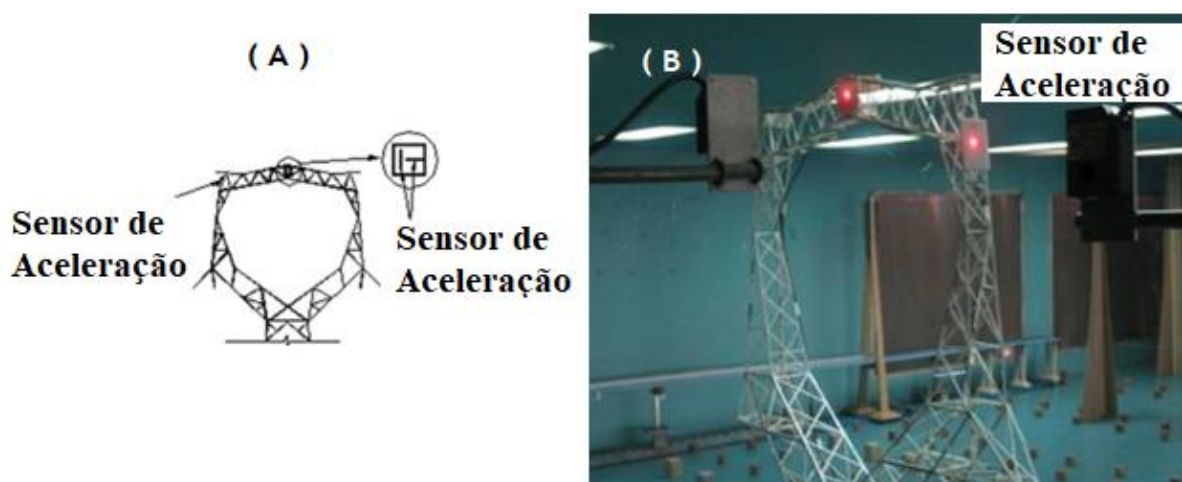 ( A )
Sensor de
Aceleração
Sensor de
Aceleração
( B )
Sensor de
Aceleração